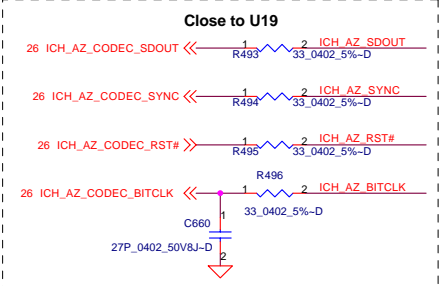 Close to U19
26 ICH_AZ_CODEC_SDOUT 1 2 ICH_AZ_SDOUT
R493 33_0402_5%~D
26 ICH_AZ_CODEC_SYNC 1 2 ICH_AZ_SYNC
R494 33_0402_5%~D
26 ICH_AZ_CODEC_RST# 1 2 ICH_AZ_RST#
R495 33_0402_5%~D
R496
26 ICH_AZ_CODEC_BITCLK 1 2 ICH_AZ_BITCLK
33_0402_5%~D
1
C660
27P_0402_50V8J~D
2